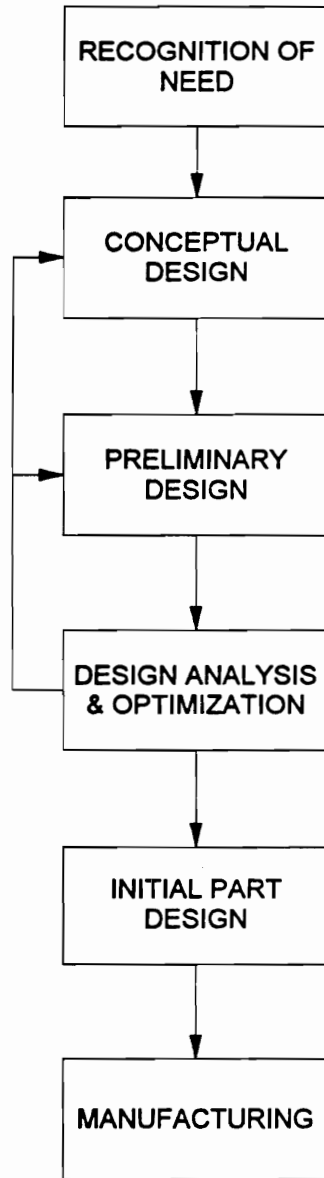 RECOGNITION OF
NEED
CONCEPTUAL
DESIGN
PRELIMINARY
DESIGN
DESIGN ANALYSIS
& OPTIMIZATION
INITIAL PART
DESIGN
MANUFACTURING